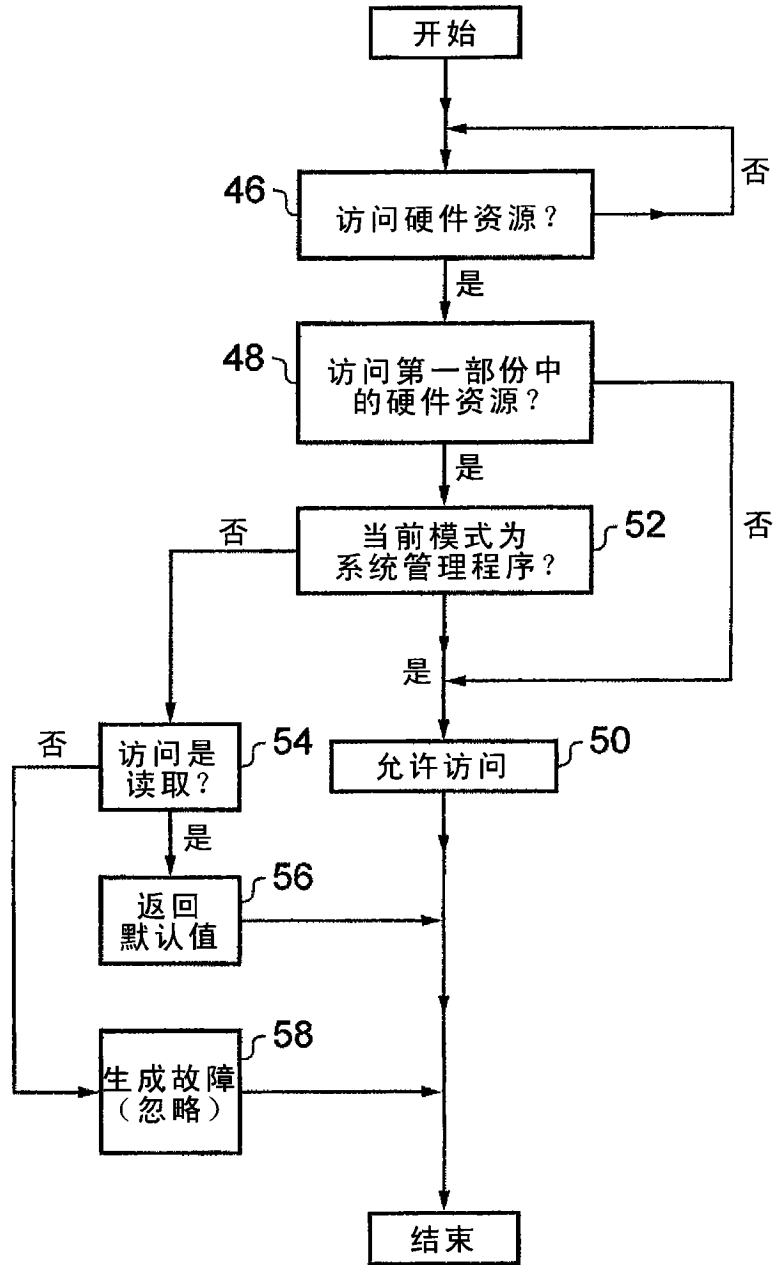 开始
否
46
访问硬件资源?
是
48
访问第一部份中
的硬件资源?
是
否
52
当前模式为
系统管理程序?
否
是
否
54
访问是
读取?
50
允许访问
是
56
返回
默认值
58
生成故障
(忽略)
结束